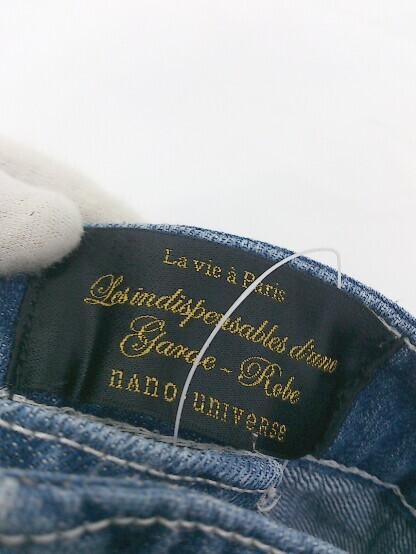 La vie à Paris
Les indispensables d'une
Garde ~ Robe
nano universe